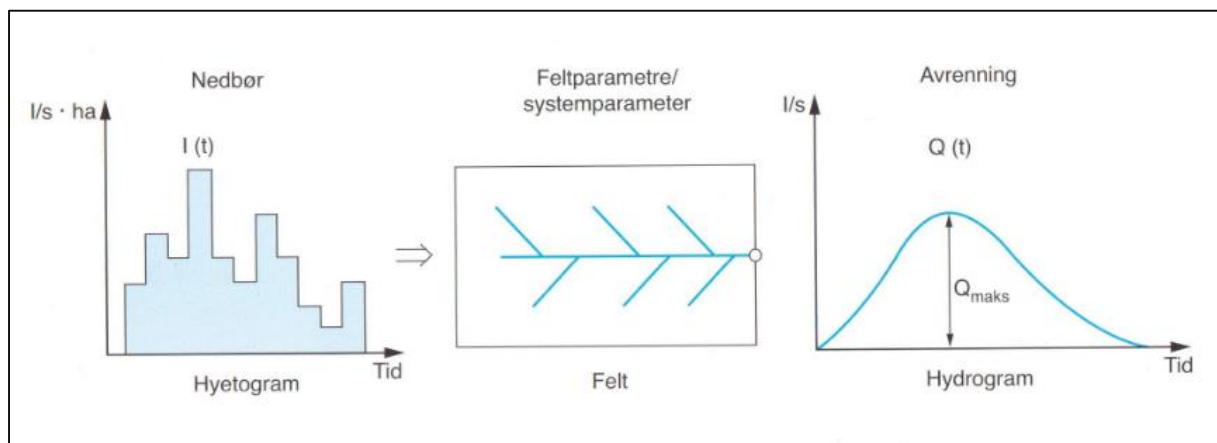 Nedbør
l/s · ha
I (t)
Tid
Hyetogram
Feltparametre/
systemparameter
Felt
Avrenning
l/s
Q (t)
Qmaks
Tid
Hydrogram